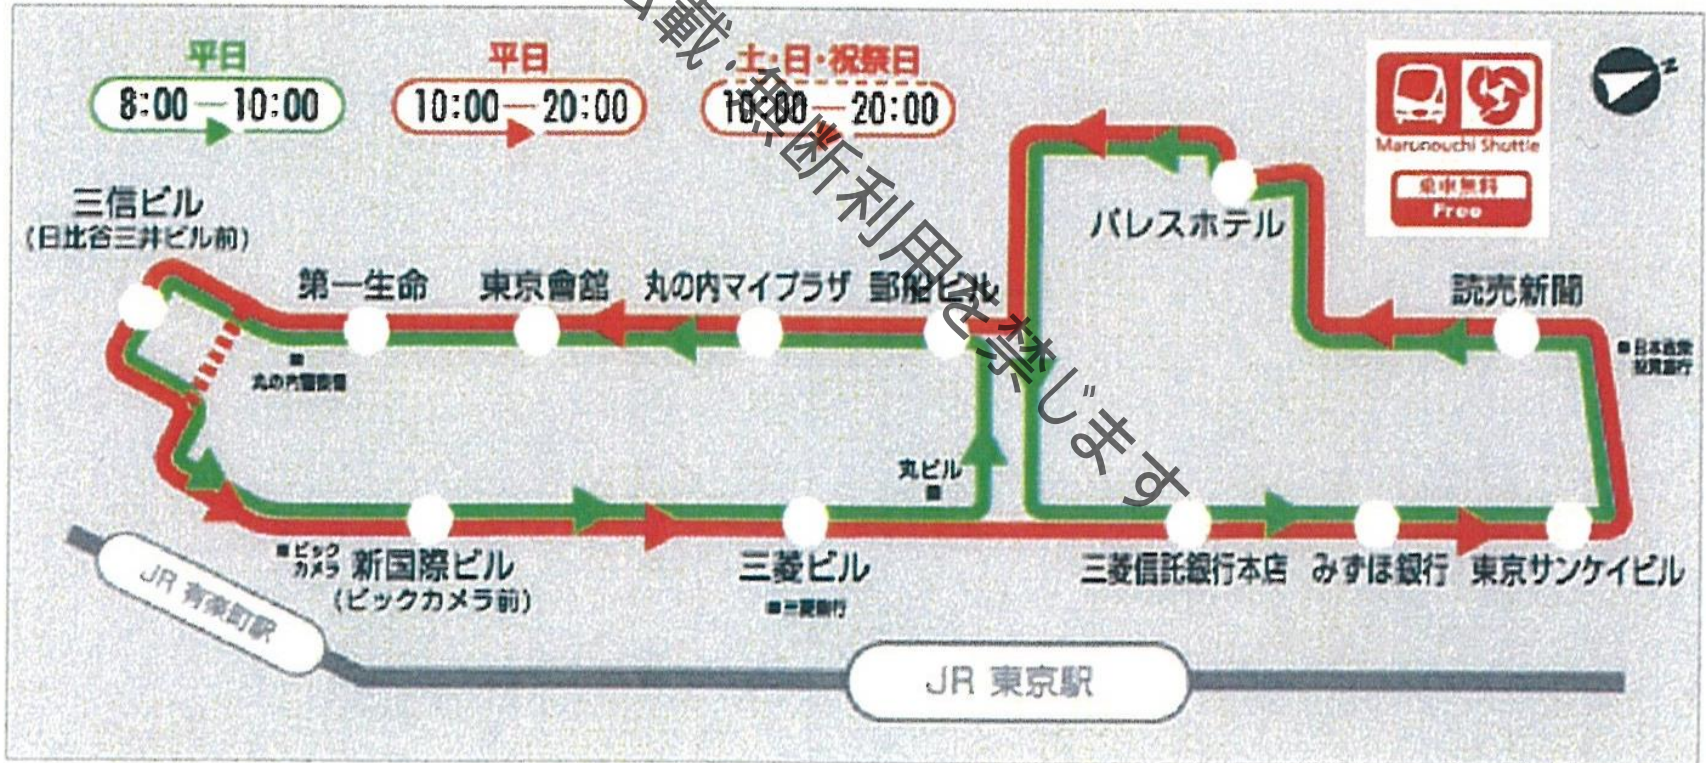 平日
8:00 — 10:00
平日
10:00 — 20:00
土・日・祝祭日
10:00 — 20:00
Marunouchi Shuttle
乗車無料
Free
Z
三信ビル
(日比谷三井ビル前)
第一生命
東京會舘
丸の内マイプラザ
郵船ビル
パレスホテル
読売新聞
■日本政策
投資銀行
■
丸の内警察署
丸ビル
■
■ビック
カメラ
新国際ビル
(ビックカメラ前)
三菱ビル
三菱信託銀行本店
みずほ銀行
東京サンケイビル
JR 有楽町駅
JR 東京駅
載・無断利用を禁じます